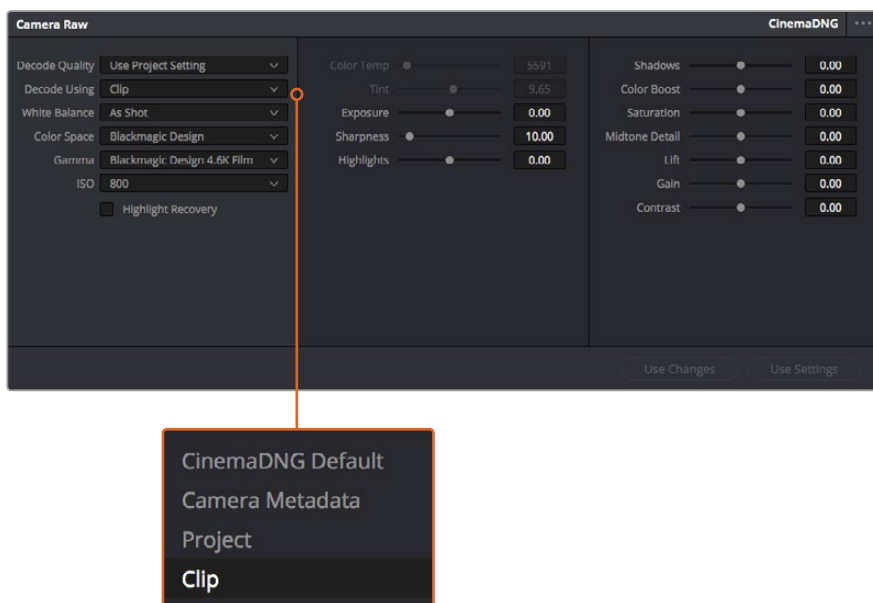 Camera Raw
CinemaDNG
Decode Quality Use Project Setting
Decode Using Clip
White Balance As Shot
Color Space Blackmagic Design
Gamma Blackmagic Design 4.6K Film
ISO 800
Highlight Recovery
Color Temp 5591
Tint 9.65
Exposure 0.00
Sharpness 10.00
Highlights 0.00
Shadows 0.00
Color Boost 0.00
Saturation 0.00
Midtone Detail 0.00
Lift 0.00
Gain 0.00
Contrast 0.00
Use Changes Use Settings
CinemaDNG Default
Camera Metadata
Project
Clip